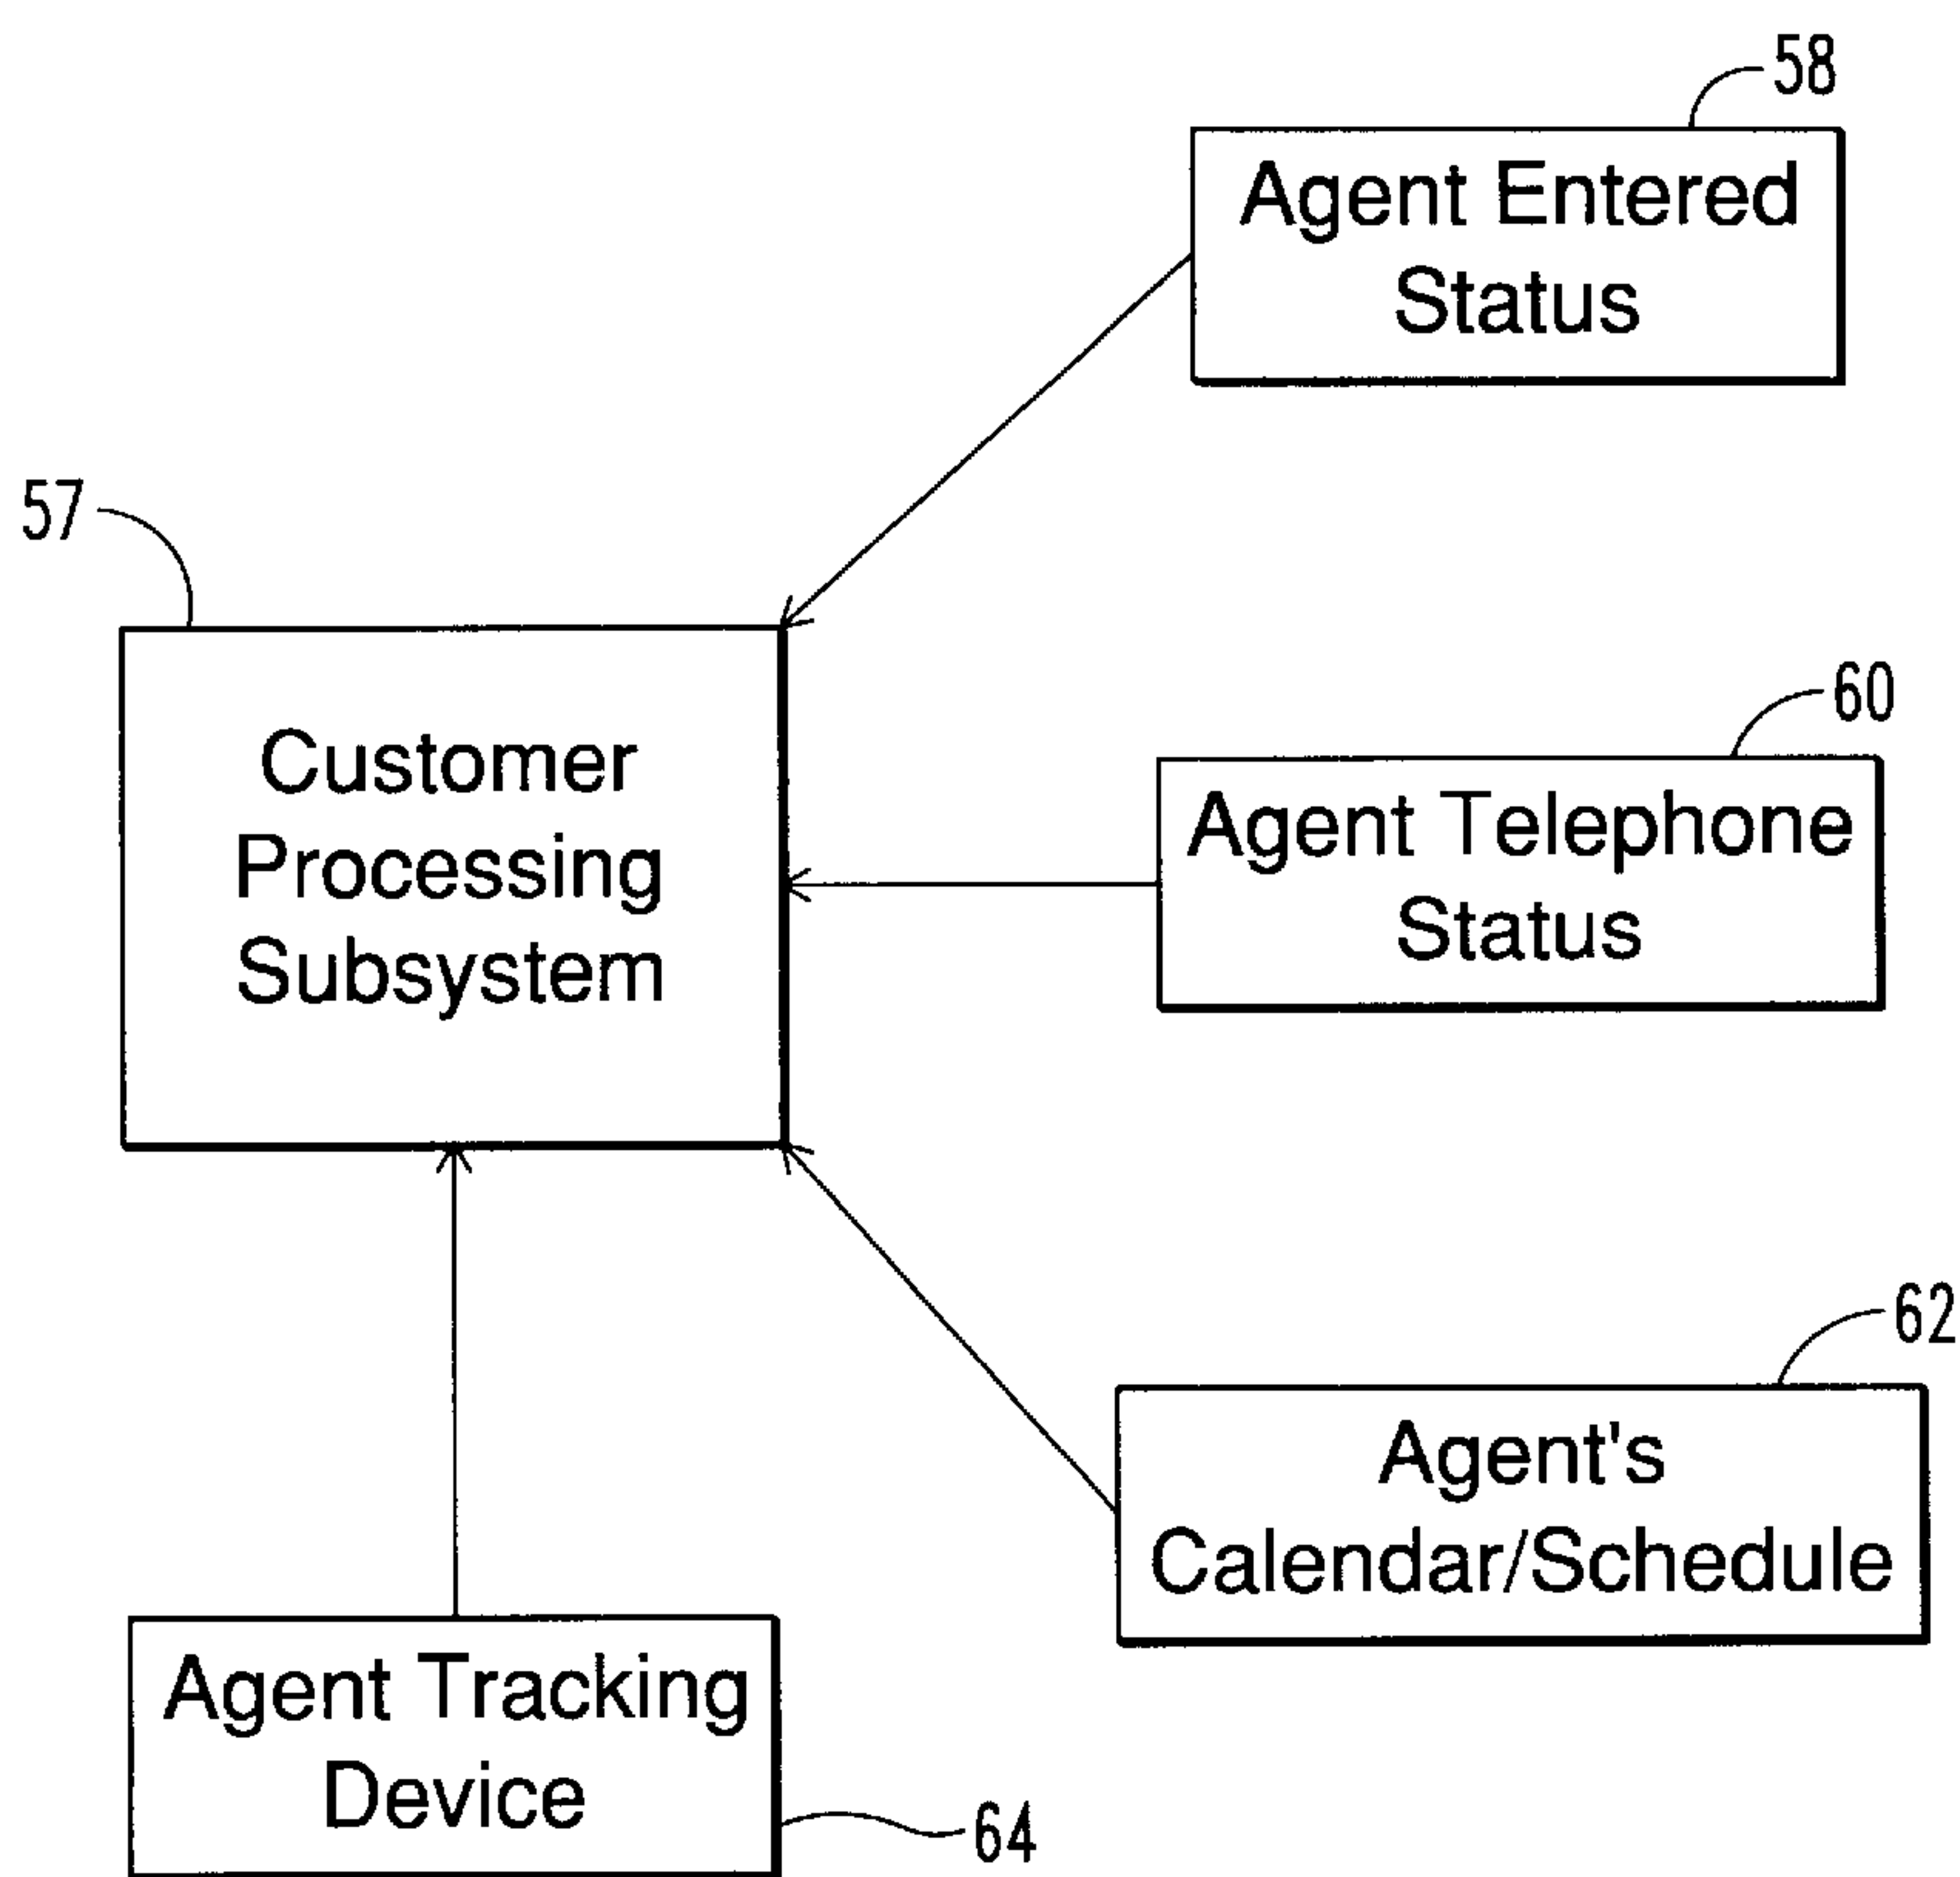 58
Agent Entered
Status
57
Customer
Processing
Subsystem
60
Agent Telephone
Status
62
Agent's
Calendar/Schedule
Agent Tracking
Device
64